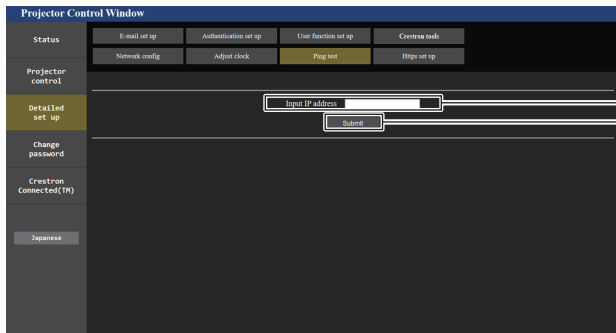 Projector Control Window
Status
E-mail set up
Authentication set up
User function set up
Crestron tools
Network config
Adjust clock
Ping test
Https set up
Projector
control
Detailed
set up
Change
password
Crestron
Connected(TM)
Japanese
Input IP address
Submit